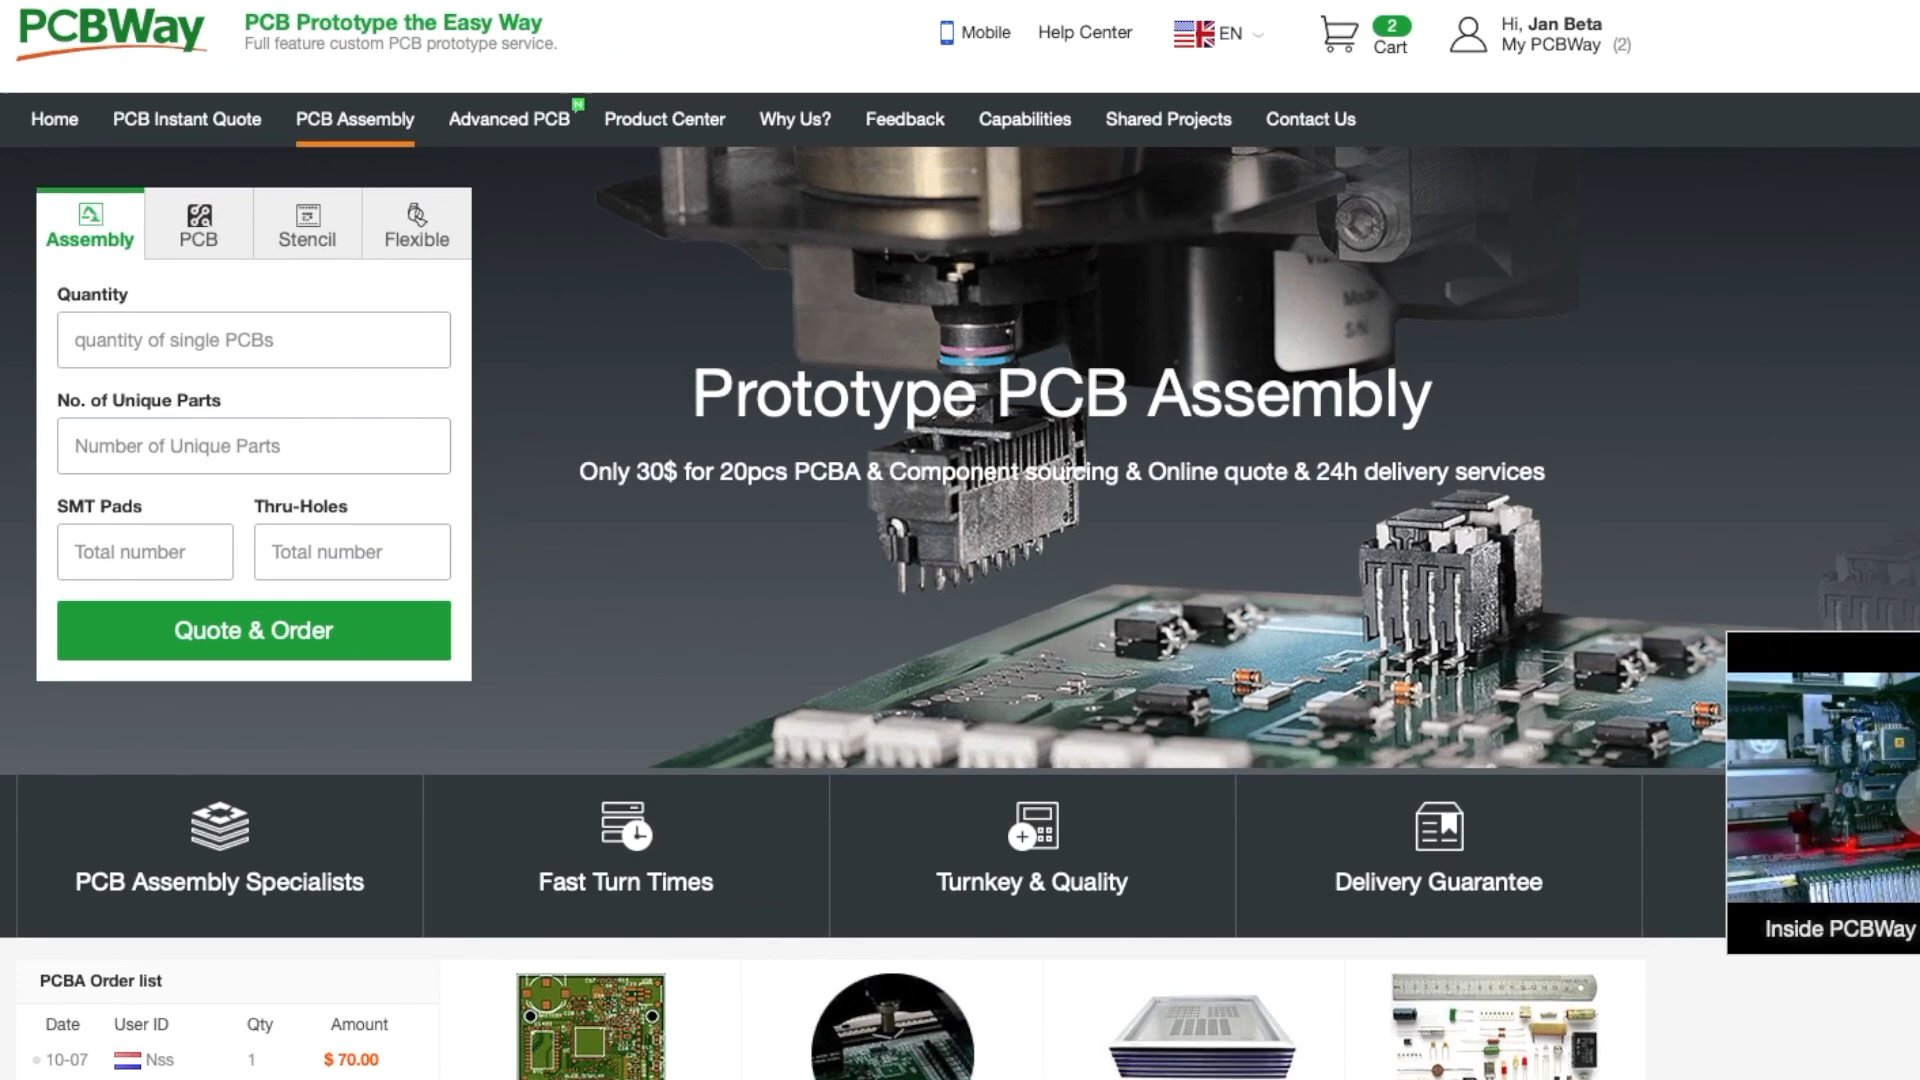 PCBWay
PCB Prototype the Easy Way
Full feature custom PCB prototype service.
Mobile
Help Center
EN
2
Cart
Hi, Jan Beta
My PCBWay (2)
Home
PCB Instant Quote
PCB Assembly
Advanced PCB
N
Product Center
Why Us?
Feedback
Capabilities
Shared Projects
Contact Us
Assembly
PCB
Stencil
Flexible
Quantity
quantity of single PCBs
No. of Unique Parts
Number of Unique Parts
SMT Pads
Thru-Holes
Total number
Total number
Quote & Order
Prototype PCB Assembly
Only 30$ for 20pcs PCBA & Component sourcing & Online quote & 24h delivery services
PCB Assembly Specialists
Fast Turn Times
Turnkey & Quality
Delivery Guarantee
Inside PCBWay
PCBA Order list
Date User ID Qty Amount
10-07 Nss 1 $ 70.00